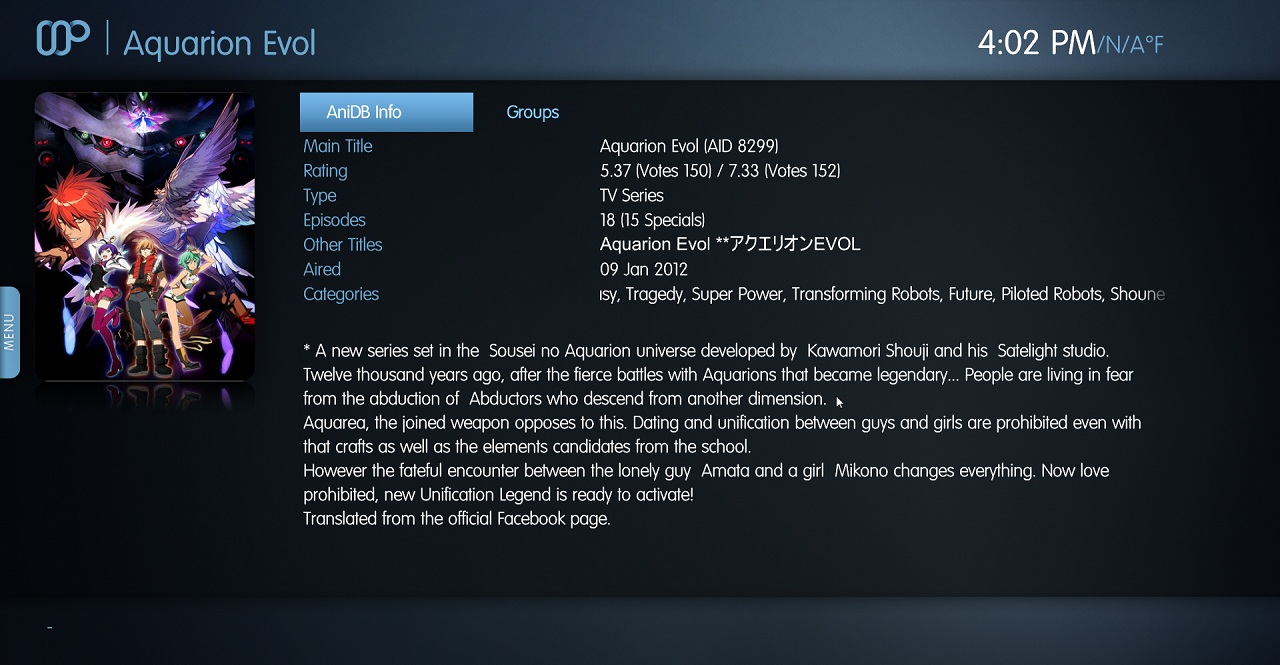 Aquarion Evol
4:02 PM/N/A°F
MENU
AniDB Info Groups
Main Title Aquarion Evol (AID 8299)
Rating 5.37 (Votes 150) / 7.33 (Votes 152)
Type TV Series
Episodes 18 (15 Specials)
Other Titles Aquarion Evol **アクエリオンEVOL
Aired 09 Jan 2012
Categories sy, Tragedy, Super Power, Transforming Robots, Future, Piloted Robots, Shoune
* A new series set in the Sousei no Aquarion universe developed by Kawamori Shouji and his Satelight studio.
Twelve thousand years ago, after the fierce battles with Aquarions that became legendary... People are living in fear
from the abduction of Abductors who descend from another dimension.
Aquarea, the joined weapon opposes to this. Dating and unification between guys and girls are prohibited even with
that crafts as well as the elements candidates from the school.
However the fateful encounter between the lonely guy Amata and a girl Mikono changes everything. Now love
prohibited, new Unification Legend is ready to activate!
Translated from the official Facebook page.
-